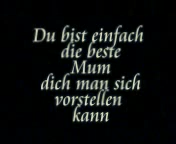 Du bist einfach
die beste
Mum
dich man sich
vorstellen
kann